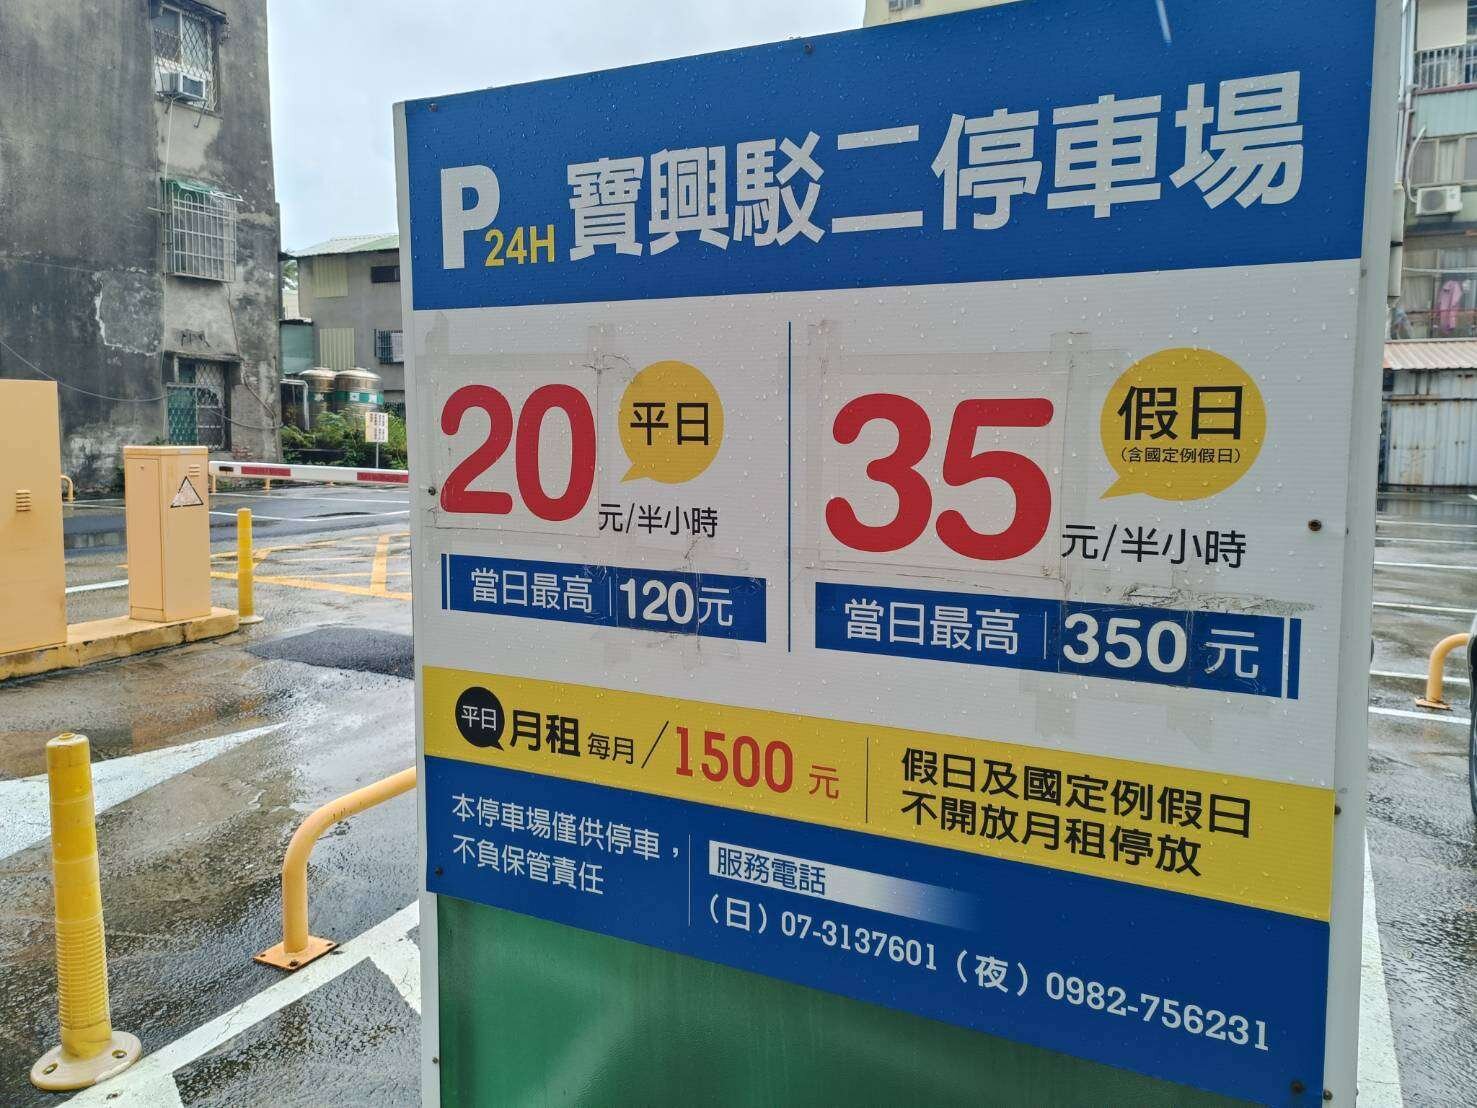 P 24H 寶興駁二停車場
20 平日
元/半小時
當日最高 120元
35 假日
(含國定例假日)
元/半小時
當日最高 350元
平日 月租 每月/1500元
假日及國定例假日
不開放月租停放
本停車場僅供停車，
不負保管責任
服務電話
（日）07-3137601（夜）0982-756231